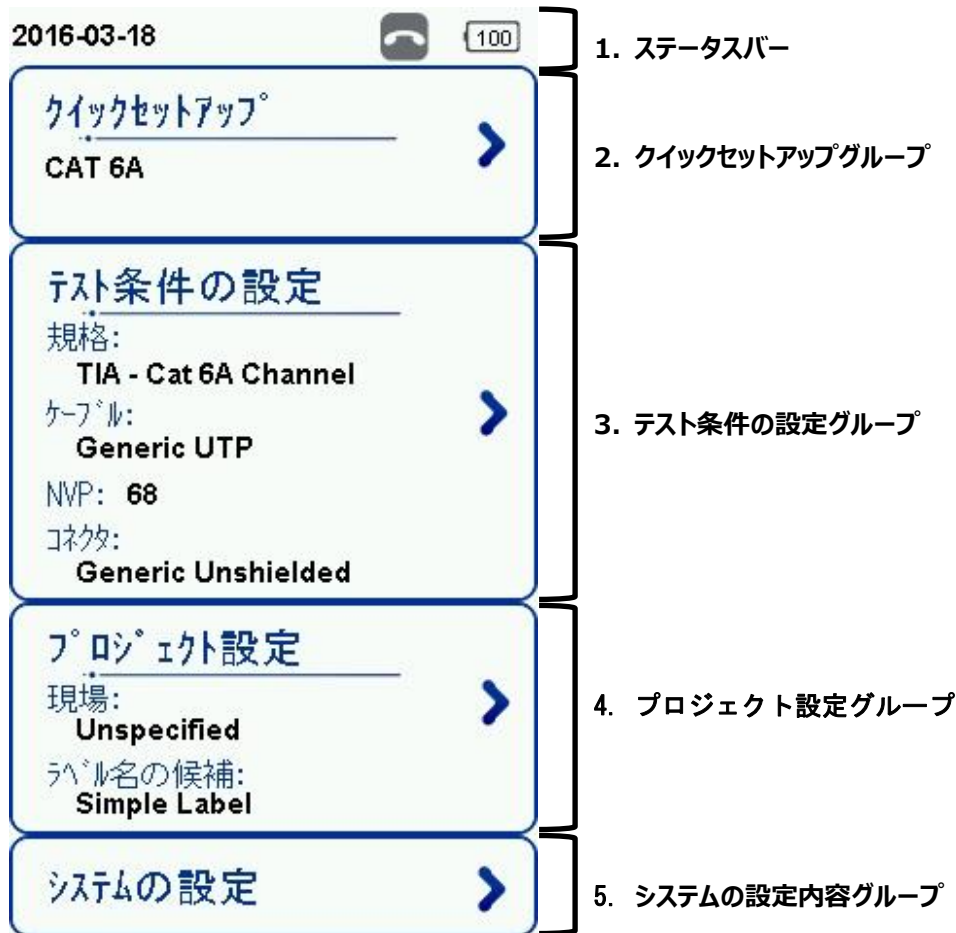 2016-03-18
100
1. ステータスバー
ｸｲｯｸｾｯﾄｱｯﾌﾟ
CAT 6A
2. クイックセットアップグループ
ﾃｽﾄ条件の設定
規格:
TIA - Cat 6A Channel
ｹｰﾌﾞﾙ:
Generic UTP
NVP: 68
ｺﾈｸﾀ:
Generic Unshielded
3. テスト条件の設定グループ
ﾌﾟﾛｼﾞｪｸﾄ設定
現場:
Unspecified
ﾗﾍﾞﾙ名の候補:
Simple Label
4. プロジェクト設定グループ
ｼｽﾃﾑの設定
5. システムの設定内容グループ